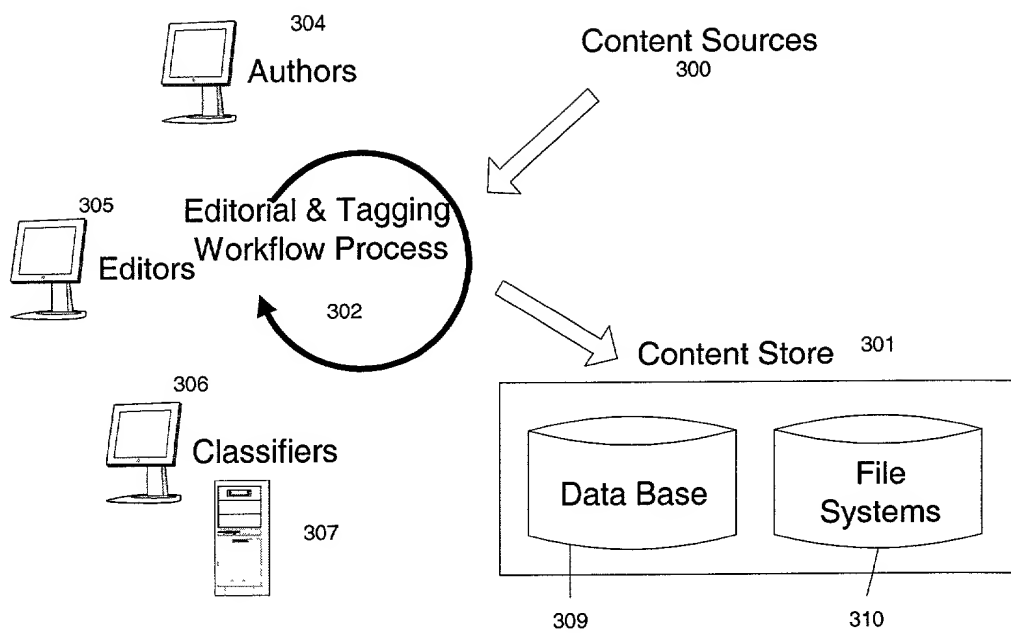 304
Authors
Content Sources
300
305
Editors
Editorial & Tagging
Workflow Process
302
306
Classifiers
307
Content Store 301
Data Base
File
Systems
309
310